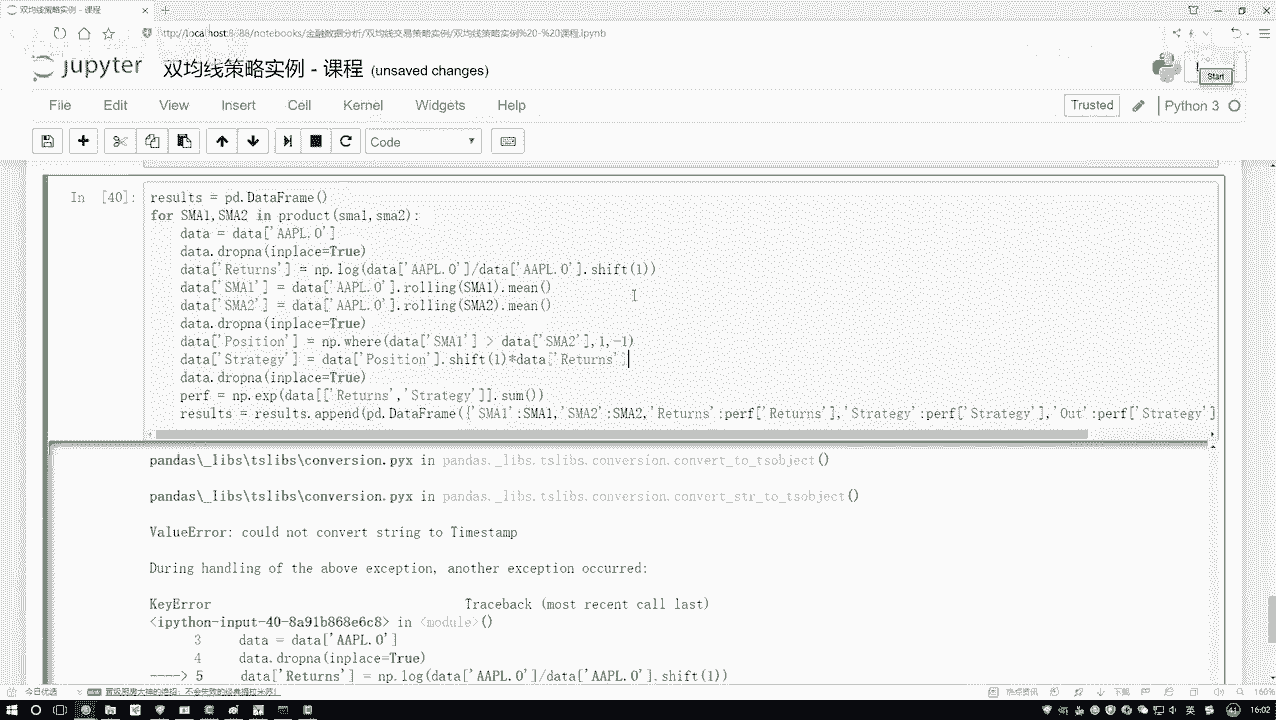 双均线策略实例 - 课程
ttp://localhost:8888/notebooks/金融数据分析/双均线交易策略实例/双均线策略实例%20-%20课程.ipynb
jupyter 双均线策略实例 - 课程 (unsaved changes)
Start
File Edit View Insert Cell Kernel Widgets Help
Trusted Python 3
Code
In [40]:
results = pd.DataFrame()
for SMA1,SMA2 in product(sma1,sma2):
data = data['AAPL.O']
data.dropna(inplace=True)
data['Returns'] = np.log(data['AAPL.O']/data['AAPL.O'].shift(1))
data['SMA1'] = data['AAPL.O'].rolling(SMA1).mean()
data['SMA2'] = data['AAPL.O'].rolling(SMA2).mean()
data.dropna(inplace=True)
data['Position'] = np.where(data['SMA1'] > data['SMA2'],1,-1)
data['Strategy'] = data['Position'].shift(1)*data['Returns']
data.dropna(inplace=True)
perf = np.exp(data[['Returns','Strategy']].sum())
results = results.append(pd.DataFrame({'SMA1':SMA1,'SMA2':SMA2,'Returns':perf['Returns'],'Strategy':perf['Strategy'],'Out':perf['Strategy']
pandas\_libs\tslibs\conversion.pyx in pandas._libs.tslibs.conversion.convert_to_tsobject()
pandas\_libs\tslibs\conversion.pyx in pandas._libs.tslibs.conversion.convert_str_to_tsobject()
ValueError: could not convert string to Timestamp
During handling of the above exception, another exception occurred:
KeyError Traceback (most recent call last)
<ipython-input-40-8a91b868e6c8> in <module>()
3 data = data['AAPL.O']
4 data.dropna(inplace=True)
----> 5 data['Returns'] = np.log(data['AAPL.O']/data['AAPL.O'].shift(1))
今日优选
热点资讯 下载 160%
英 16:02